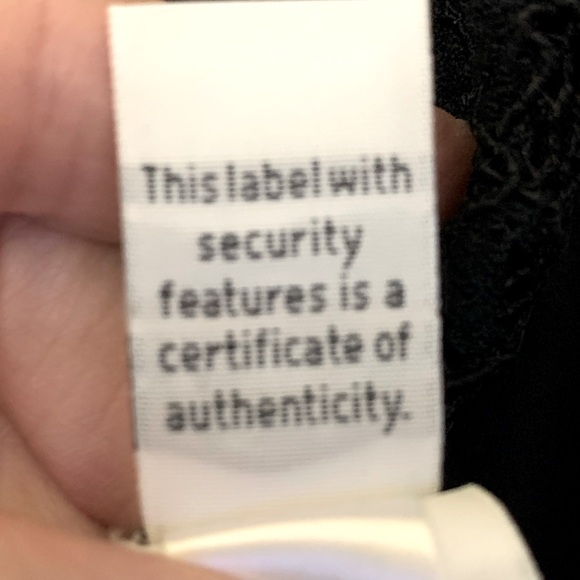 This label with
security
features is a
certificate of
authenticity.